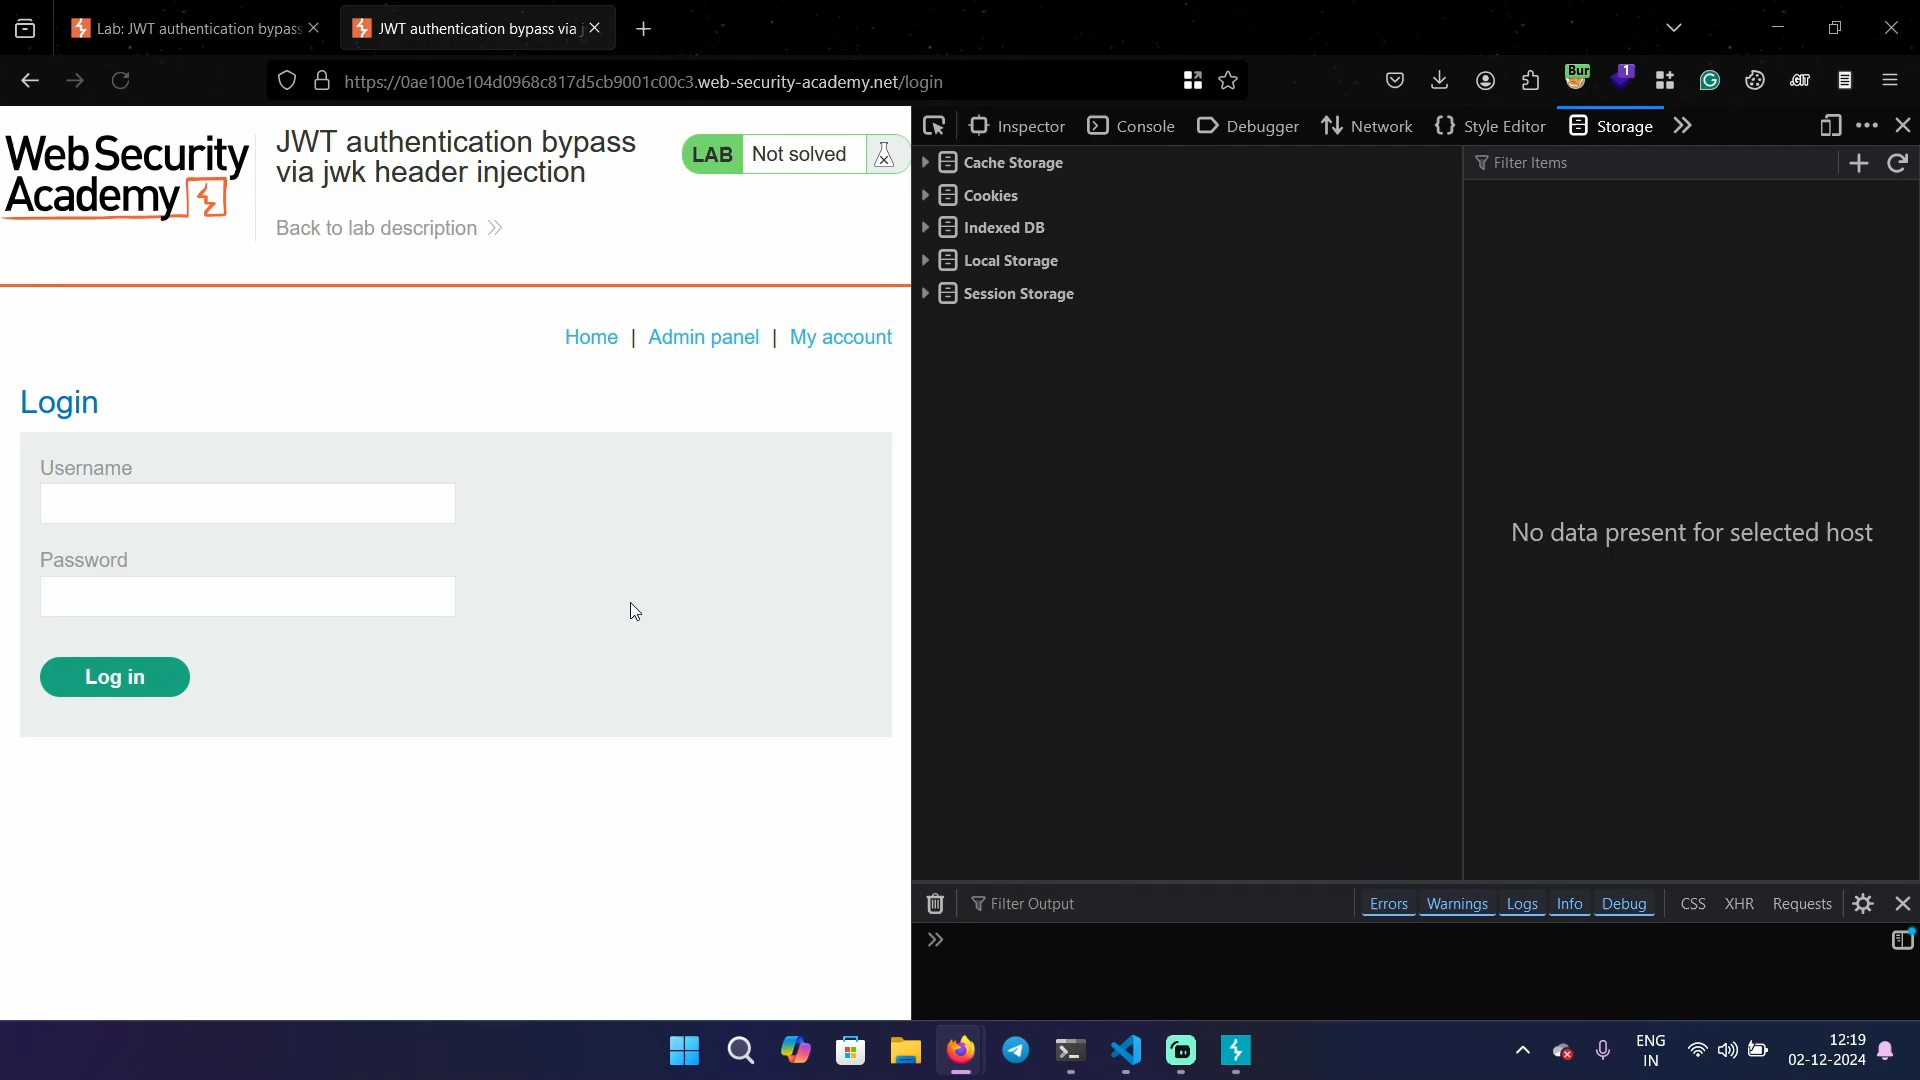 Lab: JWT authentication bypass
JWT authentication bypass via j
https://0ae100e104d0968c817d5cb9001c00c3.web-security-academy.net/login
Bur
1
.GIT
Web Security
Academy
JWT authentication bypass
via jwk header injection
LAB
Not solved
Back to lab description
Home | Admin panel | My account
Login
Username
Password
Log in
Inspector
Console
Debugger
Network
Style Editor
Storage
Cache Storage
Cookies
Indexed DB
Local Storage
Session Storage
Filter Items
No data present for selected host
Filter Output
Errors
Warnings
Logs
Info
Debug
CSS
XHR
Requests
ENG
IN
12:19
02-12-2024